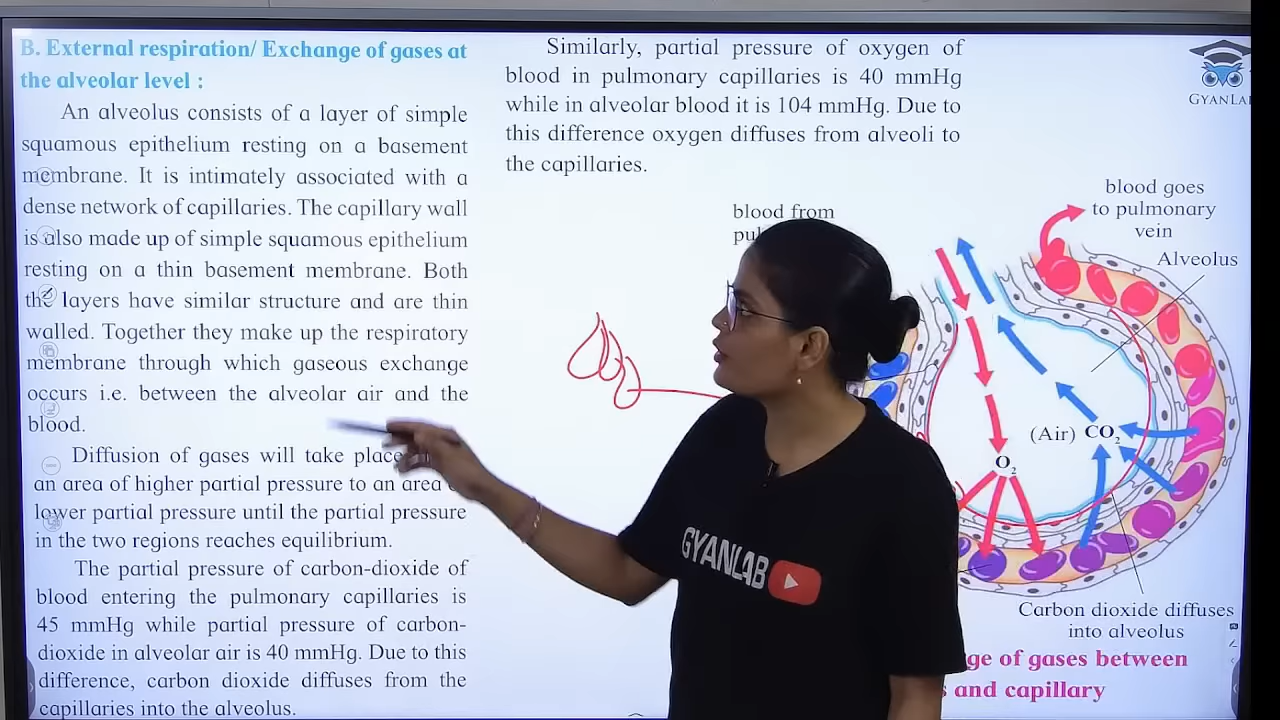 B. External respiration/ Exchange of gases at
the alveolar level :
An alveolus consists of a layer of simple
squamous epithelium resting on a basement
membrane. It is intimately associated with a
dense network of capillaries. The capillary wall
is also made up of simple squamous epithelium
resting on a thin basement membrane. Both
the layers have similar structure and are thin
walled. Together they make up the respiratory
membrane through which gaseous exchange
occurs i.e. between the alveolar air and the
blood.
Diffusion of gases will take place
an area of higher partial pressure to an area
lower partial pressure until the partial pressure
in the two regions reaches equilibrium.
The partial pressure of carbon-dioxide of
blood entering the pulmonary capillaries is
45 mmHg while partial pressure of carbon-
dioxide in alveolar air is 40 mmHg. Due to this
difference, carbon dioxide diffuses from the
capillaries into the alveolus.
Similarly, partial pressure of oxygen of
blood in pulmonary capillaries is 40 mmHg
while in alveolar blood it is 104 mmHg. Due to
this difference oxygen diffuses from alveoli to
the capillaries.
blood from
blood goes
to pulmonary
vein
Alveolus
(Air) CO₂
O₂
Carbon dioxide diffuses
into alveolus
of gases between
and capillary
GYANLAB
GYANLAB